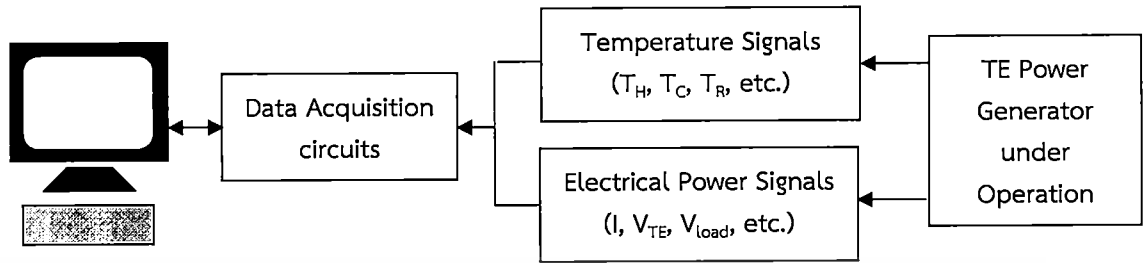 Data Acquisition
circuits
Temperature Signals
(T_H, T_C, T_R, etc.)
Electrical Power Signals
(I, V_TE, V_load, etc.)
TE Power
Generator
under
Operation